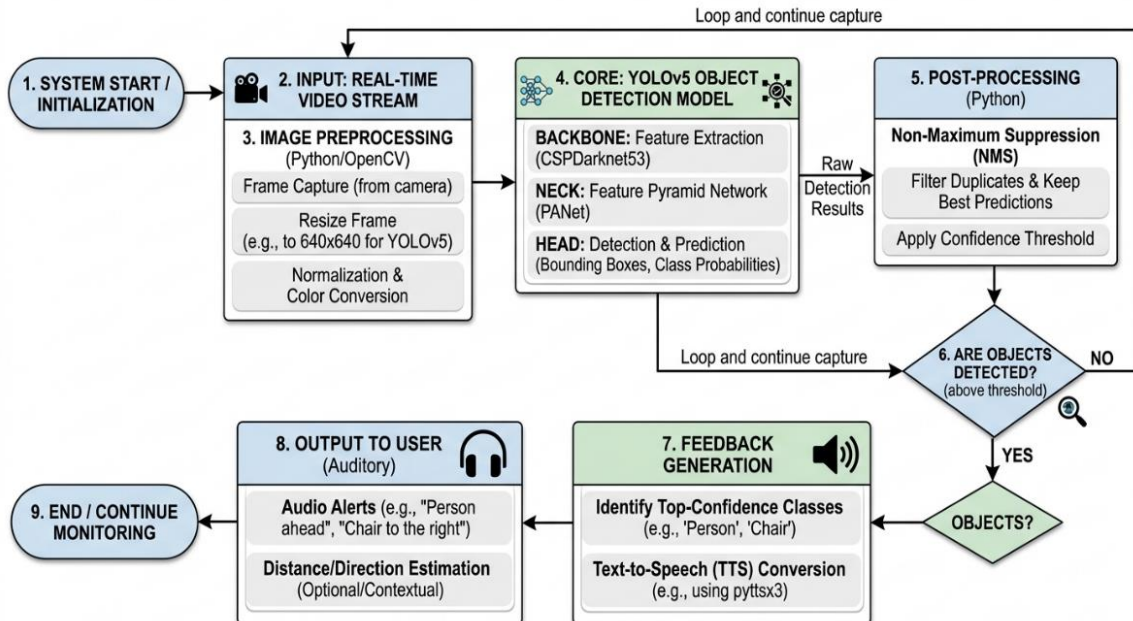 Loop and continue capture
1. SYSTEM START /
INITIALIZATION
2. INPUT: REAL-TIME
VIDEO STREAM
3. IMAGE PREPROCESSING
(Python/OpenCV)
Frame Capture (from camera)
Resize Frame
(e.g., to 640x640 for YOLOv5)
Normalization &
Color Conversion
4. CORE: YOLOv5 OBJECT
DETECTION MODEL
BACKBONE: Feature Extraction
(CSPDarknet53)
NECK: Feature Pyramid Network
(PANet)
HEAD: Detection & Prediction
(Bounding Boxes, Class Probabilities)
Raw
Detection
Results
5. POST-PROCESSING
(Python)
Non-Maximum Suppression
(NMS)
Filter Duplicates & Keep
Best Predictions
Apply Confidence Threshold
Loop and continue capture
6. ARE OBJECTS
DETECTED?
(above threshold)
NO
YES
OBJECTS?
7. FEEDBACK
GENERATION
Identify Top-Confidence Classes
(e.g., 'Person', 'Chair')
Text-to-Speech (TTS) Conversion
(e.g., using pyttsx3)
8. OUTPUT TO USER
(Auditory)
Audio Alerts (e.g., "Person
ahead", "Chair to the right")
Distance/Direction Estimation
(Optional/Contextual)
9. END / CONTINUE
MONITORING